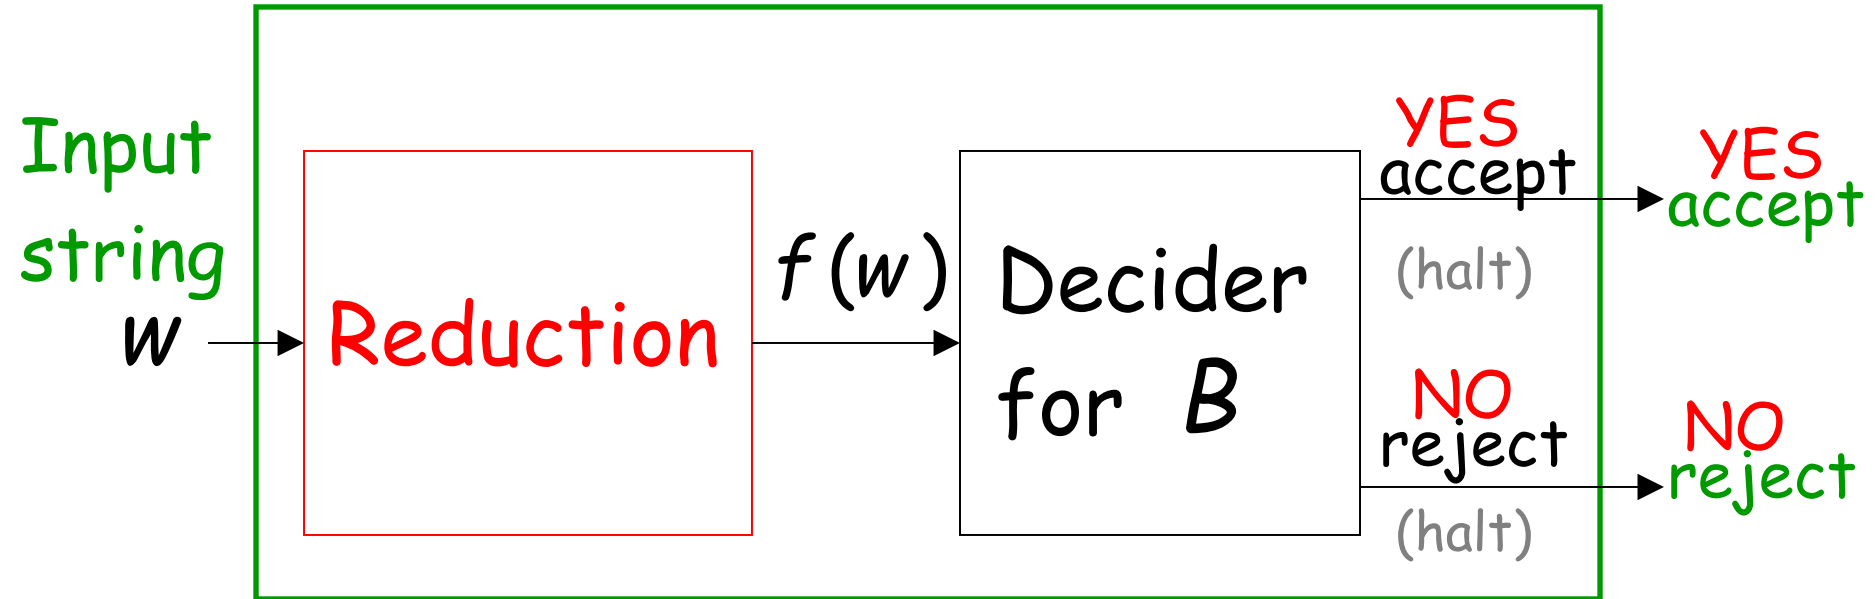 Input
string
w
Reduction
f(w)
Decider
for B
YES
accept
(halt)
NO
reject
(halt)
YES
accept
NO
reject